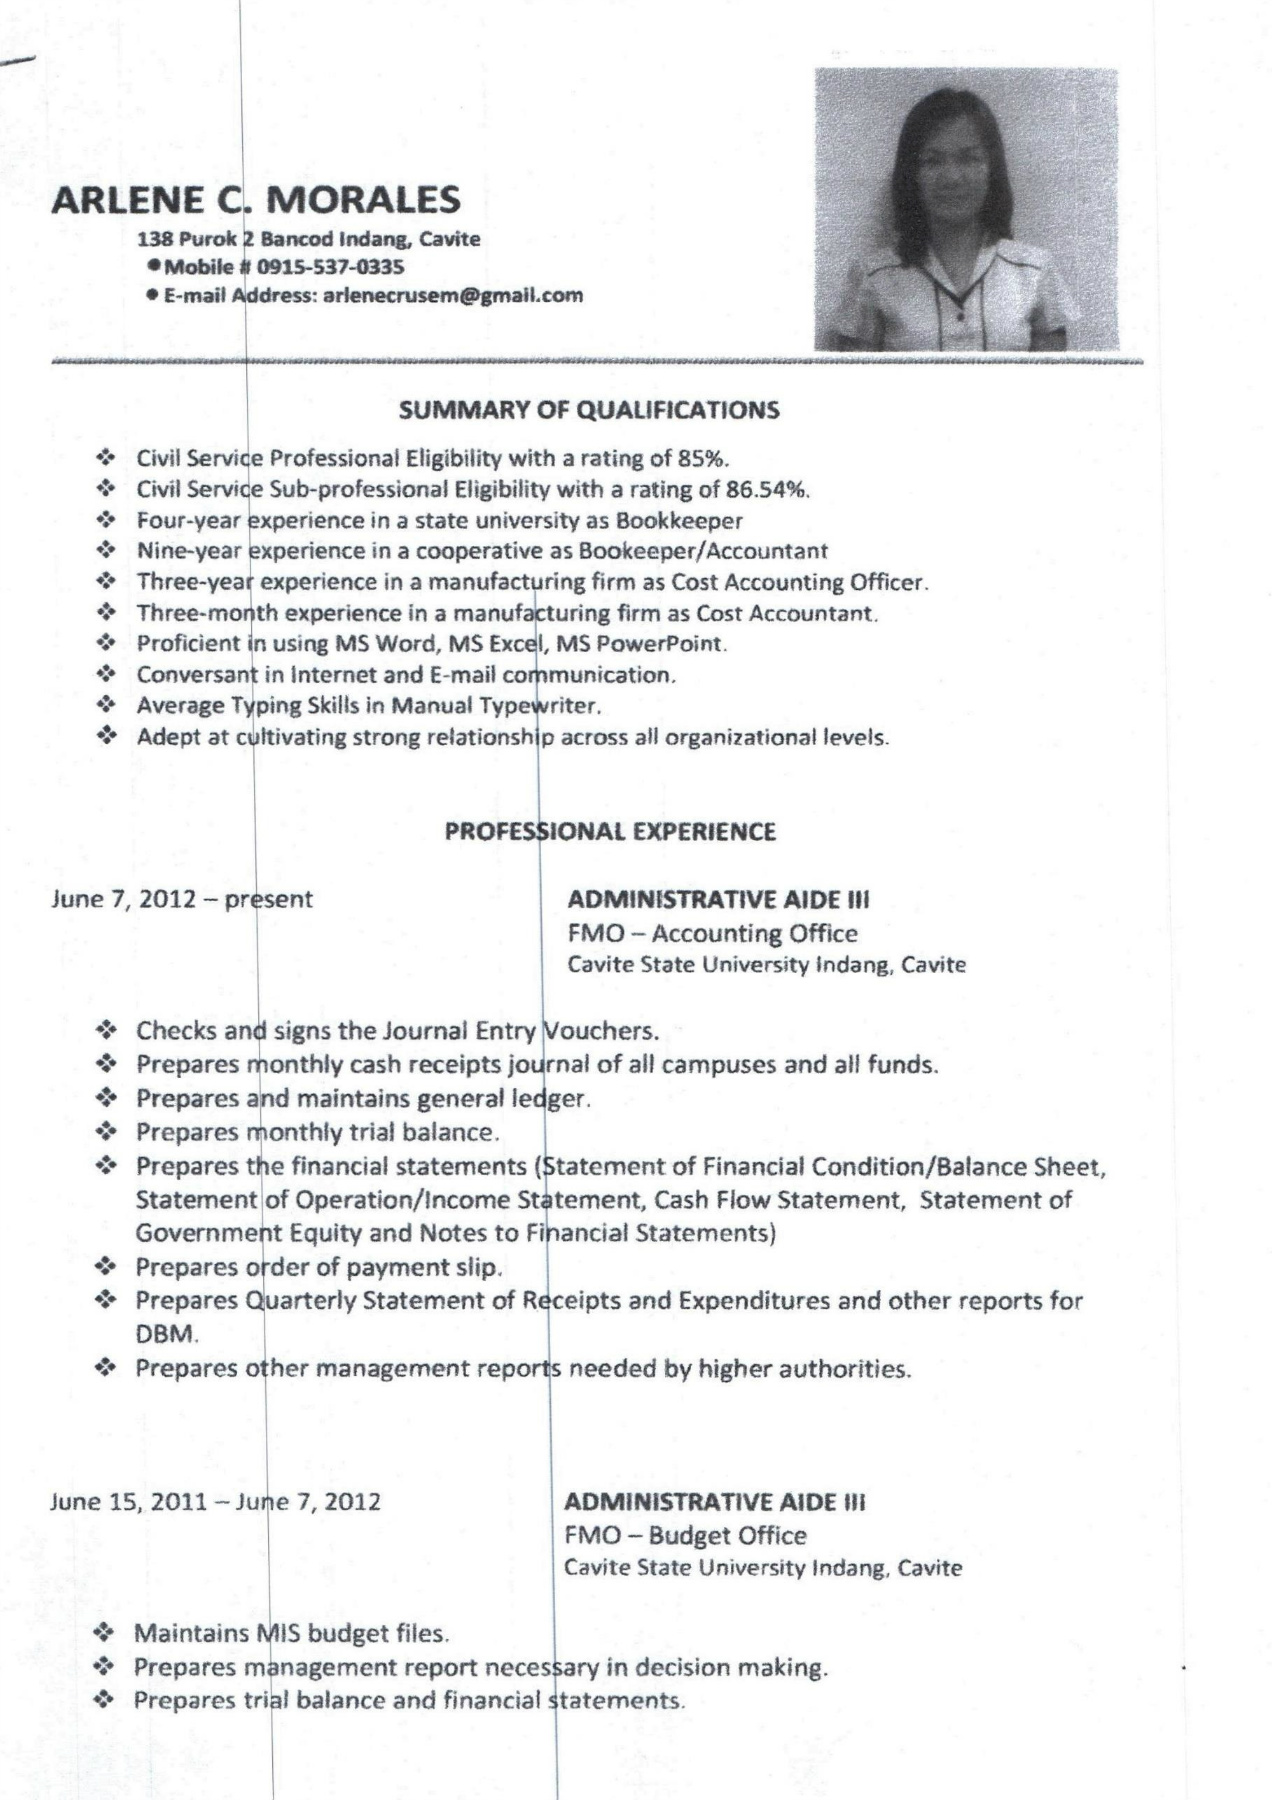 ARLENE C. MORALES
138 Purok 2 Bancod Indang, Cavite
● Mobile # 0915-537-0335
● E-mail Address: arlenecrusem@gmail.com
SUMMARY OF QUALIFICATIONS
❖ Civil Service Professional Eligibility with a rating of 85%.
❖ Civil Service Sub-professional Eligibility with a rating of 86.54%.
❖ Four-year experience in a state university as Bookkeeper
❖ Nine-year experience in a cooperative as Bookeeper/Accountant
❖ Three-year experience in a manufacturing firm as Cost Accounting Officer.
❖ Three-month experience in a manufacturing firm as Cost Accountant.
❖ Proficient in using MS Word, MS Excel, MS PowerPoint.
❖ Conversant in Internet and E-mail communication.
❖ Average Typing Skills in Manual Typewriter.
❖ Adept at cultivating strong relationship across all organizational levels.
PROFESSIONAL EXPERIENCE
June 7, 2012 – present ADMINISTRATIVE AIDE III
FMO – Accounting Office
Cavite State University Indang, Cavite
❖ Checks and signs the Journal Entry Vouchers.
❖ Prepares monthly cash receipts journal of all campuses and all funds.
❖ Prepares and maintains general ledger.
❖ Prepares monthly trial balance.
❖ Prepares the financial statements (Statement of Financial Condition/Balance Sheet,
Statement of Operation/Income Statement, Cash Flow Statement, Statement of
Government Equity and Notes to Financial Statements)
❖ Prepares order of payment slip.
❖ Prepares Quarterly Statement of Receipts and Expenditures and other reports for
DBM.
❖ Prepares other management reports needed by higher authorities.
June 15, 2011 – June 7, 2012 ADMINISTRATIVE AIDE III
FMO – Budget Office
Cavite State University Indang, Cavite
❖ Maintains MIS budget files.
❖ Prepares management report necessary in decision making.
❖ Prepares trial balance and financial statements.